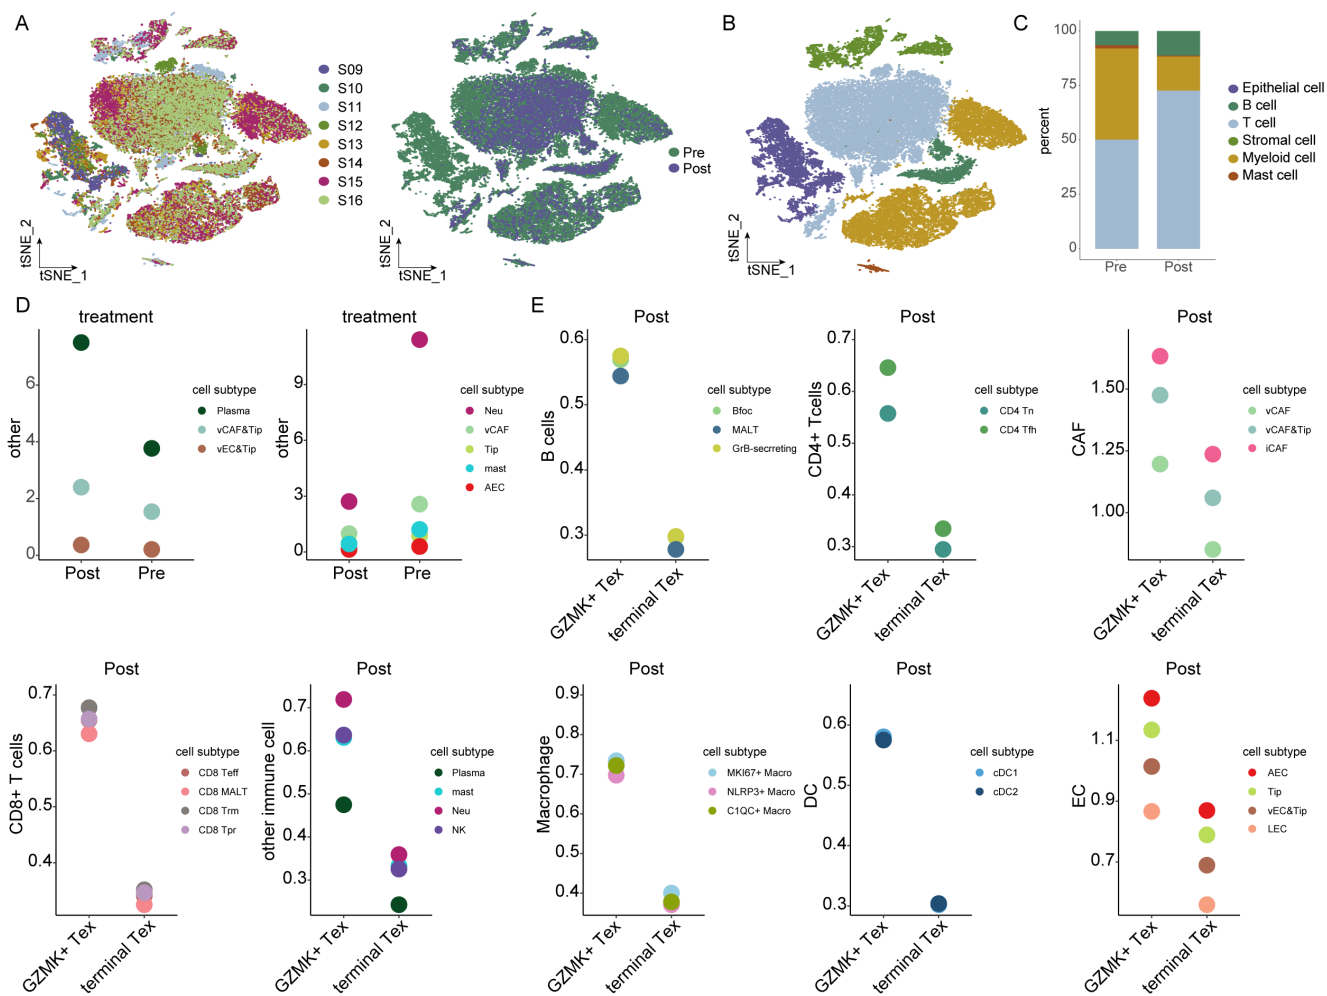 A
S09
S10
S11
S12
S13
S14
S15
S16
tSNE_2
tSNE_1
Pre
Post
tSNE_2
tSNE_1
B
Epithelial cell
B cell
T cell
Stromal cell
Myeloid cell
Mast cell
tSNE_2
tSNE_1
C
percent
100
75
50
25
0
Pre
Post
D
treatment
other
6
4
2
0
Post
Pre
cell subtype
Plasma
vCAF&Tip
vEC&Tip
treatment
other
9
6
3
0
Post
Pre
cell subtype
Neu
vCAF
Tip
mast
AEC
E
Post
B cells
0.6
0.5
0.4
0.3
GZMK+ Tex
terminal Tex
cell subtype
Bfoc
MALT
GrB-secrreting
Post
CD4+ Tcells
0.7
0.6
0.5
0.4
0.3
GZMK+ Tex
terminal Tex
cell subtype
CD4 Tn
CD4 Tfh
Post
CAF
1.50
1.25
1.00
GZMK+ Tex
terminal Tex
cell subtype
vCAF
vCAF&Tip
iCAF
Post
CD8+ T cells
0.7
0.6
0.5
0.4
GZMK+ Tex
terminal Tex
cell subtype
CD8 Teff
CD8 MALT
CD8 Trm
CD8 Tpr
Post
other immune cell
0.7
0.6
0.5
0.4
0.3
GZMK+ Tex
terminal Tex
cell subtype
Plasma
mast
Neu
NK
Post
Macrophage
0.9
0.8
0.7
0.6
0.5
0.4
GZMK+ Tex
terminal Tex
cell subtype
MKI67+ Macro
NLRP3+ Macro
C1QC+ Macro
Post
DC
0.6
0.5
0.4
0.3
GZMK+ Tex
terminal Tex
cell subtype
cDC1
cDC2
Post
EC
1.1
0.9
0.7
GZMK+ Tex
terminal Tex
cell subtype
AEC
Tip
vEC&Tip
LEC